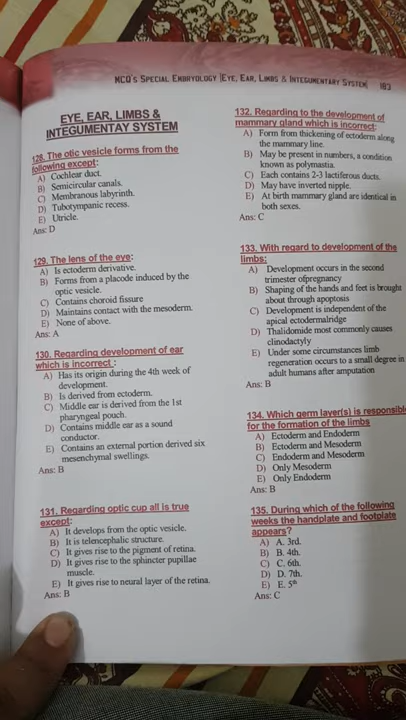 MCQ's Special Embryology |Eye, Ear, Limbs & Integumentary System| 183
EYE, EAR, LIMBS &
INTEGUMENTAY SYSTEM
128. The otic vesicle forms from the
following except:
A) Cochlear duct.
B) Semicircular canals.
C) Membranous labyrinth.
D) Tubotympanic recess.
E) Utricle.
Ans: D
129. The lens of the eye:
A) Is ectoderm derivative.
B) Forms from a placode induced by the
optic vesicle.
C) Contains choroid fissure
D) Maintains contact with the mesoderm.
E) None of above.
Ans: A
130. Regarding development of ear
which is incorrect :
A) Has its origin during the 4th week of
development.
B) Is derived from ectoderm.
C) Middle ear is derived from the 1st
pharyngeal pouch.
D) Contains middle ear as a sound
conductor.
E) Contains an external portion derived six
mesenchymal swellings.
Ans: B
131. Regarding optic cup all is true
except:
A) It develops from the optic vesicle.
B) It is telencephalic structure.
C) It gives rise to the pigment of retina.
D) It gives rise to the sphincter pupillae
muscle.
E) It gives rise to neural layer of the retina.
Ans: B
132. Regarding to the development of
mammary gland which is incorrect:
A) Form from thickening of ectoderm along
the mammary line.
B) May be present in numbers, a condition
known as polymastia.
C) Each contains 2-3 lactiferous ducts.
D) May have inverted nipple.
E) At birth mammary gland are identical in
both sexes.
Ans: C
133. With regard to development of the
limbs:
A) Development occurs in the second
trimester ofpregnancy
B) Shaping of the hands and feet is brought
about through apoptosis
C) Development is independent of the
apical ectodermalridge
D) Thalidomide most commonly causes
clinodactyly
E) Under some circumstances limb
regeneration occurs to a small degree in
adult humans after amputation
Ans: B
134. Which germ layer(s) is responsible
for the formation of the limbs
A) Ectoderm and Endoderm
B) Ectoderm and Mesoderm
C) Endoderm and Mesoderm
D) Only Mesoderm
E) Only Endoderm
Ans: B
135. During which of the following
weeks the handplate and footplate
appears?
A) A. 3rd.
B) B. 4th.
C) C. 6th.
D) D. 7th.
E) E. 5th
Ans: C